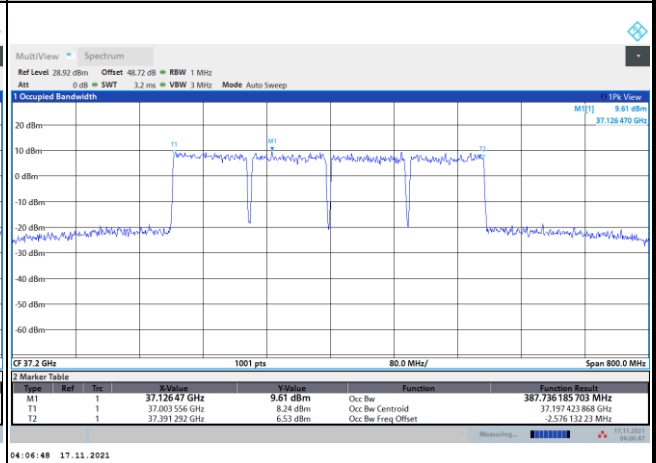 MultiView Spectrum
Ref Level 28.92 dBm Offset 48.72 dB RBW 1 MHz
Att 0 dB SWT 3.2 ms VBW 3 MHz Mode Auto Sweep
1 Occupied Bandwidth 1Pk View
M1[1] 9.61 dBm
37.126 470 GHz
20 dBm
T1 M1 T2
10 dBm
0 dBm
-10 dBm
-20 dBm
-30 dBm
-40 dBm
-50 dBm
-60 dBm
CF 37.2 GHz 1001 pts 80.0 MHz/ Span 800.0 MHz
2 Marker Table
Type Ref Trc X-Value Y-Value Function Function Result
M1 1 37.126 47 GHz 9.61 dBm Occ Bw 387.736 185 703 MHz
T1 1 37.003 556 GHz 8.24 dBm Occ Bw Centroid 37.197 423 868 GHz
T2 1 37.391 292 GHz 6.53 dBm Occ Bw Freq Offset -2.576 132 23 MHz
Measuring... 17.11.2021
04:06:47
04:06:48 17.11.2021